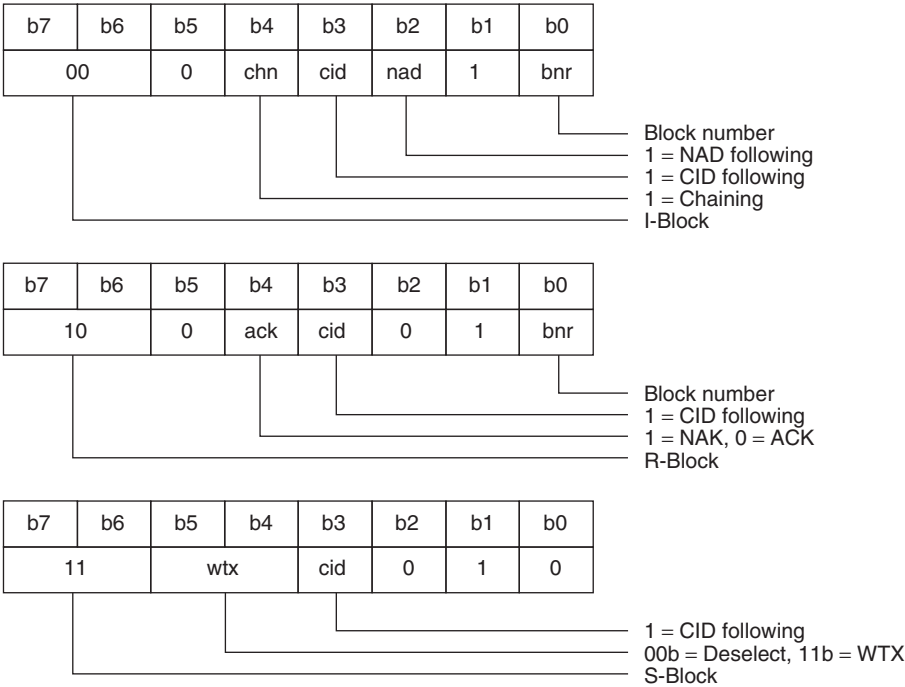 b7 b6 b5 b4 b3 b2 b1 b0
00 0 chn cid nad 1 bnr
Block number
1 = NAD following
1 = CID following
1 = Chaining
I-Block
b7 b6 b5 b4 b3 b2 b1 b0
10 0 ack cid 0 1 bnr
Block number
1 = CID following
1 = NAK, 0 = ACK
R-Block
b7 b6 b5 b4 b3 b2 b1 b0
11 wtx cid 0 1 0
1 = CID following
00b = Deselect, 11b = WTX
S-Block